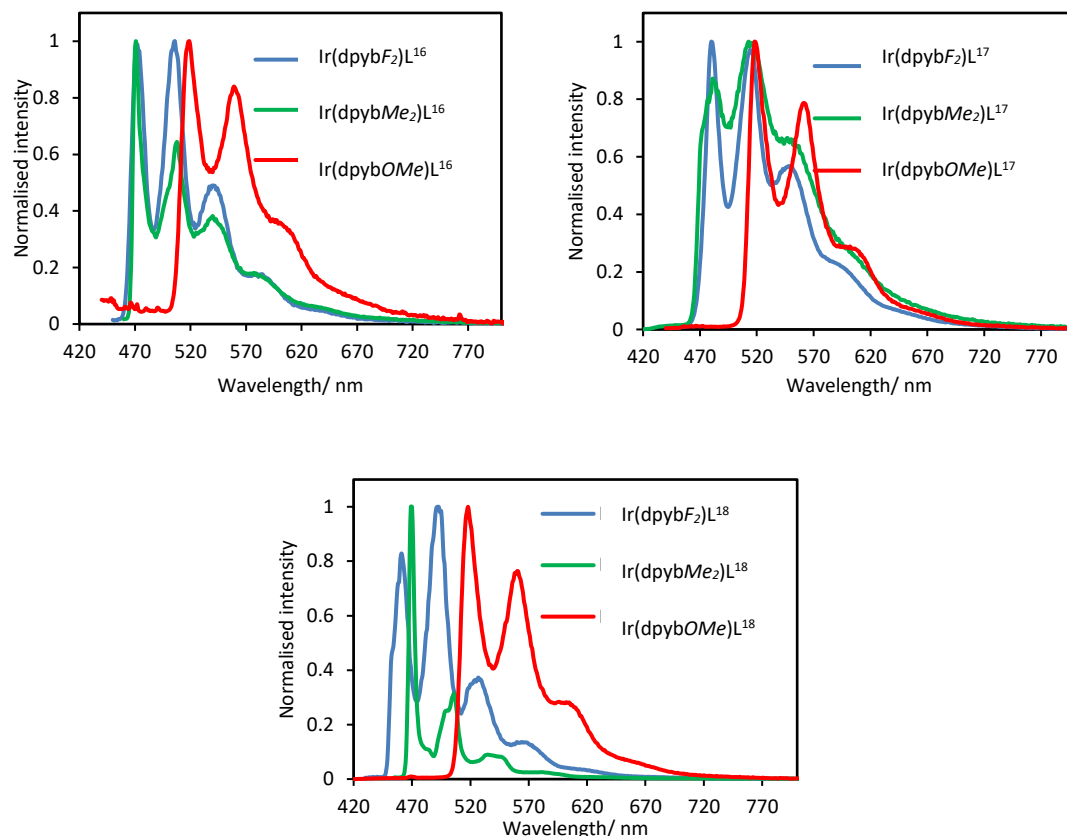 1
0.8
0.6
0.4
0.2
0
Normalised intensity
420 470 520 570 620 670 720 770
Wavelength/ nm
Ir(dpybF₂)L¹⁶
Ir(dpybMe₂)L¹⁶
Ir(dpybOMe)L¹⁶
1
0.8
0.6
0.4
0.2
0
Normalised intensity
420 470 520 570 620 670 720 770
Wavelength/ nm
Ir(dpybF₂)L¹⁷
Ir(dpybMe₂)L¹⁷
Ir(dpybOMe)L¹⁷
1
0.8
0.6
0.4
0.2
0
Normalised intensity
420 470 520 570 620 670 720 770
Wavelength/ nm
Ir(dpybF₂)L¹⁸
Ir(dpybMe₂)L¹⁸
Ir(dpybOMe)L¹⁸